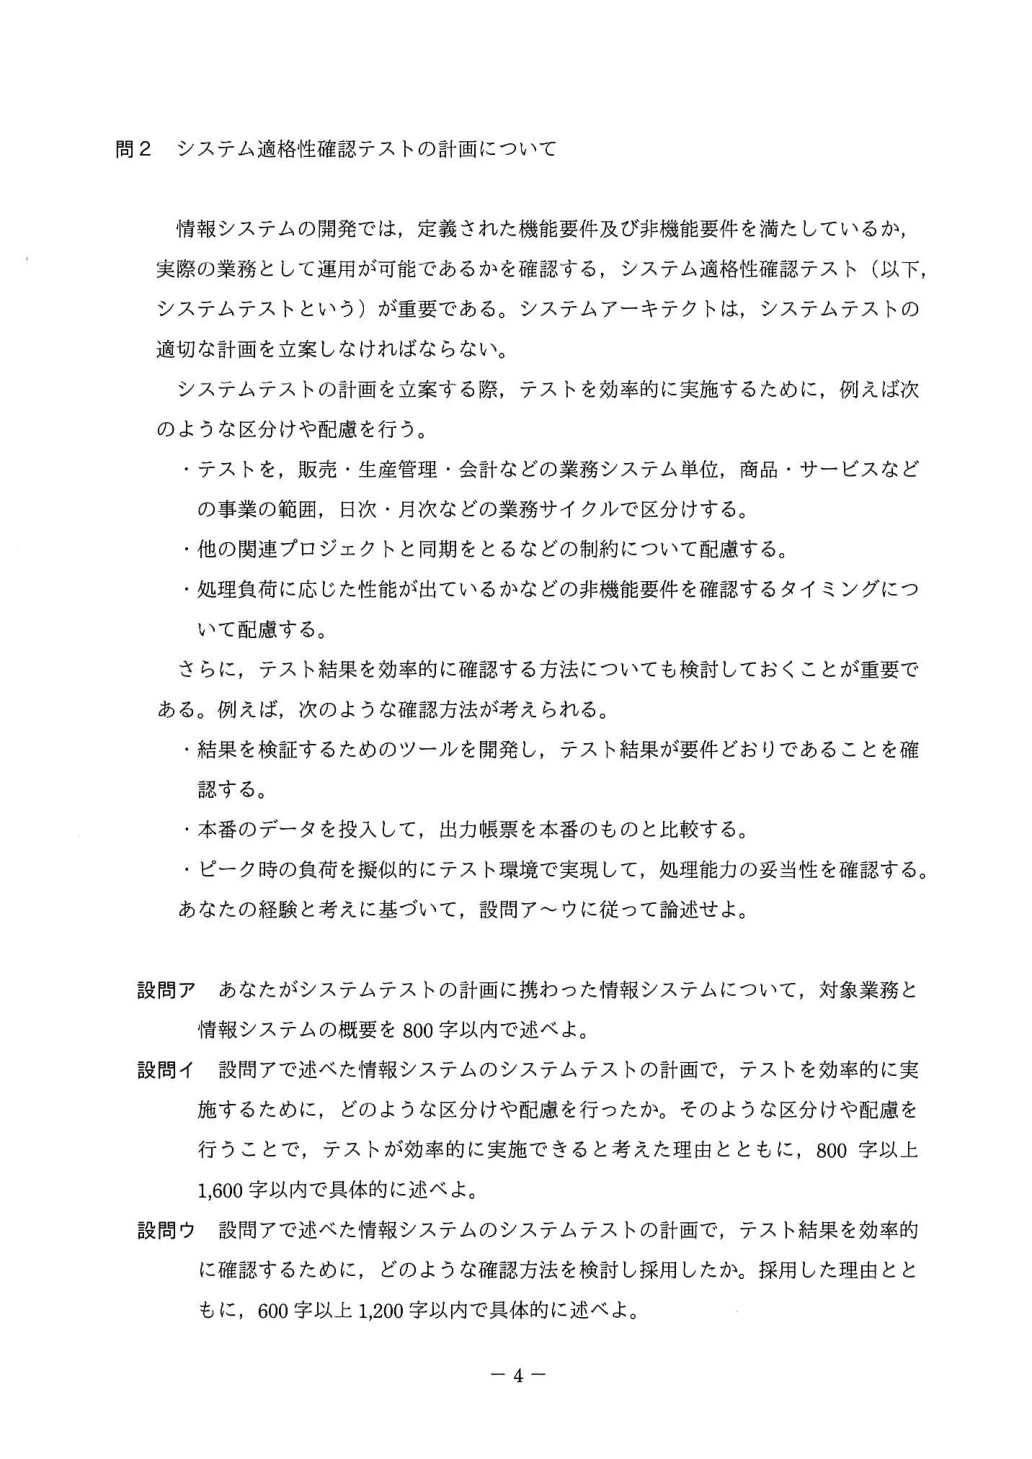 問2 システム適格性確認テストの計画について
情報システムの開発では，定義された機能要件及び非機能要件を満たしているか，
実際の業務として運用が可能であるかを確認する，システム適格性確認テスト（以下，
システムテストという）が重要である。システムアーキテクトは，システムテストの
適切な計画を立案しなければならない。
システムテストの計画を立案する際，テストを効率的に実施するために，例えば次
のような区分けや配慮を行う。
・テストを，販売・生産管理・会計などの業務システム単位，商品・サービスなど
の事業の範囲，日次・月次などの業務サイクルで区分けする。
・他の関連プロジェクトと同期をとるなどの制約について配慮する。
・処理負荷に応じた性能が出ているかなどの非機能要件を確認するタイミングにつ
いて配慮する。
さらに，テスト結果を効率的に確認する方法についても検討しておくことが重要で
ある。例えば，次のような確認方法が考えられる。
・結果を検証するためのツールを開発し，テスト結果が要件どおりであることを確
認する。
・本番のデータを投入して，出力帳票を本番のものと比較する。
・ピーク時の負荷を擬似的にテスト環境で実現して，処理能力の妥当性を確認する。
あなたの経験と考えに基づいて，設問ア～ウに従って論述せよ。
設問ア あなたがシステムテストの計画に携わった情報システムについて，対象業務と
情報システムの概要を 800 字以内で述べよ。
設問イ 設問アで述べた情報システムのシステムテストの計画で，テストを効率的に実
施するために，どのような区分けや配慮を行ったか。そのような区分けや配慮を
行うことで，テストが効率的に実施できると考えた理由とともに，800 字以上
1,600 字以内で具体的に述べよ。
設問ウ 設問アで述べた情報システムのシステムテストの計画で，テスト結果を効率的
に確認するために，どのような確認方法を検討し採用したか。採用した理由とと
もに，600 字以上 1,200 字以内で具体的に述べよ。
－ 4 －